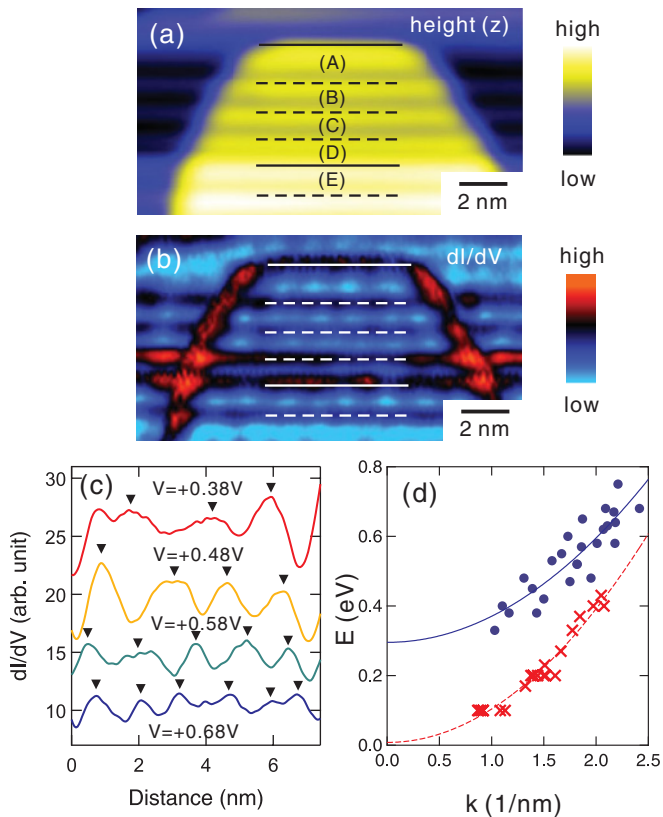 (a) height (z) high
(A)
(B)
(C)
(D)
(E)
2 nm low
(b) dI/dV high
2 nm low
(c)
dI/dV (arb. unit)
30
25
20
15
10
V=+0.38V
V=+0.48V
V=+0.58V
V=+0.68V
0 2 4 6
Distance (nm)
(d)
E (eV)
0.8
0.6
0.4
0.2
0.0
0.0 0.5 1.0 1.5 2.0 2.5
k (1/nm)